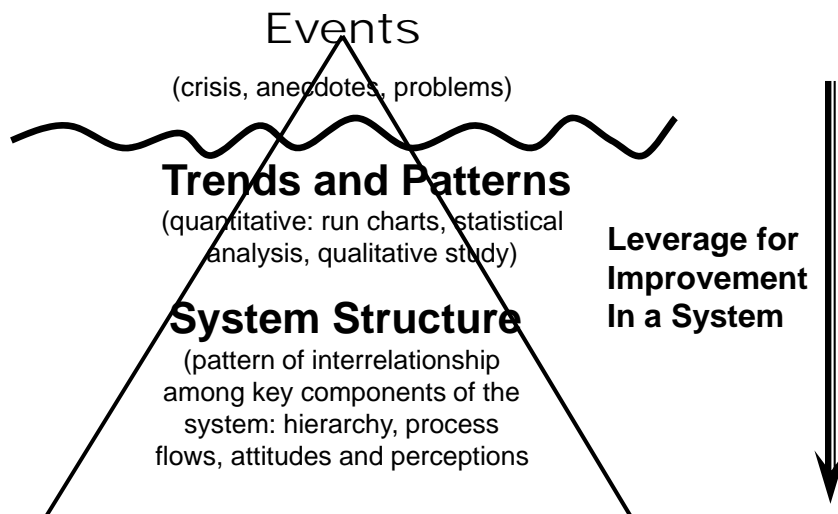 Events
(crisis, anecdotes, problems)
Trends and Patterns
(quantitative: run charts, statistical
analysis, qualitative study)
Leverage for
Improvement
In a System
System Structure
(pattern of interrelationship
among key components of the
system: hierarchy, process
flows, attitudes and perceptions